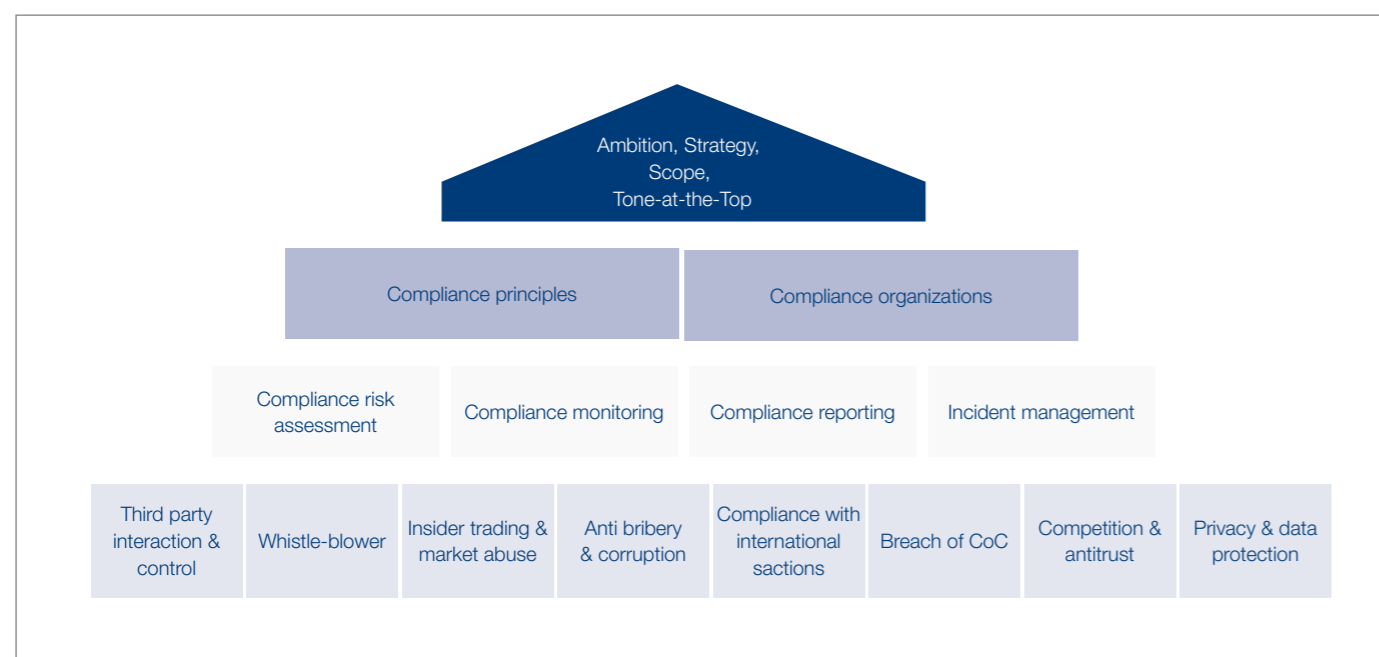 Ambition, Strategy,
Scope,
Tone-at-the-Top
Compliance principles
Compliance organizations
Compliance risk
assessment
Compliance monitoring
Compliance reporting
Incident management
Third party
interaction &
control
Whistle-blower
Insider trading &
market abuse
Anti bribery
& corruption
Compliance with
international
sactions
Breach of CoC
Competition &
antitrust
Privacy & data
protection